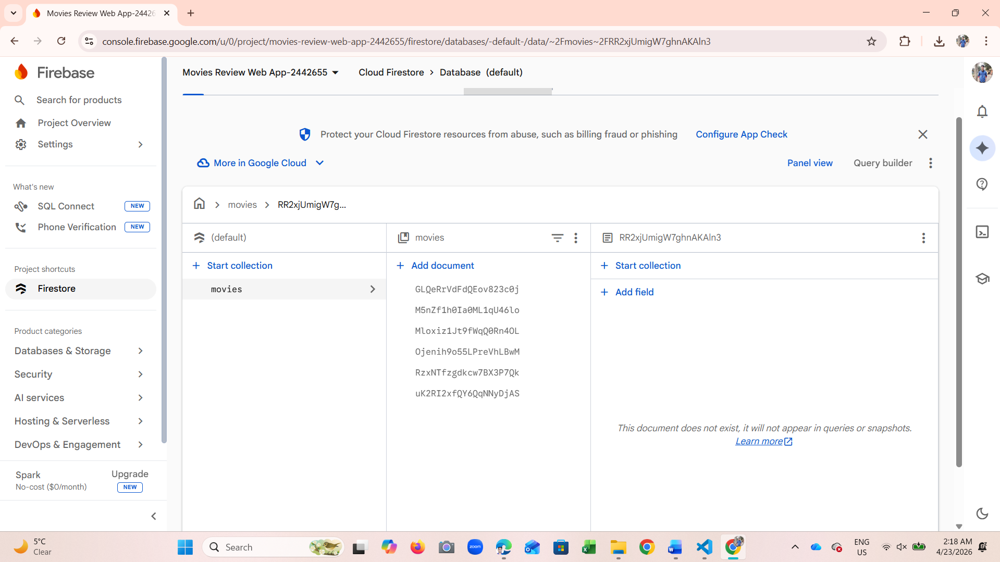 Movies Review Web App-24426
console.firebase.google.com/u/0/project/movies-review-web-app-2442655/firestore/databases/-default-/data/~2Fmovies~2FRR2xjUmigW7ghnAKAln3
Firebase
Search for products
Project Overview
Settings
What's new
SQL Connect NEW
Phone Verification NEW
Project shortcuts
Firestore
Product categories
Databases & Storage
Security
AI services
Hosting & Serverless
DevOps & Engagement
Spark
No-cost ($0/month)
Upgrade
NEW
Movies Review Web App-2442655
Cloud Firestore > Database (default)
Protect your Cloud Firestore resources from abuse, such as billing fraud or phishing Configure App Check
More in Google Cloud
Panel view Query builder
movies RR2xjUmigW7g...
(default)
+ Start collection
movies
movies
+ Add document
GLQeRrVdFdQEov823c0j
M5nZf1h0Ia0ML1qU46lo
Mloxiz1Jt9fWqQ0Rn4OL
Ojenih9o55LPreVhLBwM
RzxNTfzgdkcw7BX3P7Qk
uK2RI2xfQY6QqNNyDjAS
RR2xjUmigW7ghnAKAln3
+ Start collection
+ Add field
This document does not exist, it will not appear in queries or snapshots.
Learn more
5°C
Clear
Search
zoom
ENG
US
2:18 AM
4/23/2026